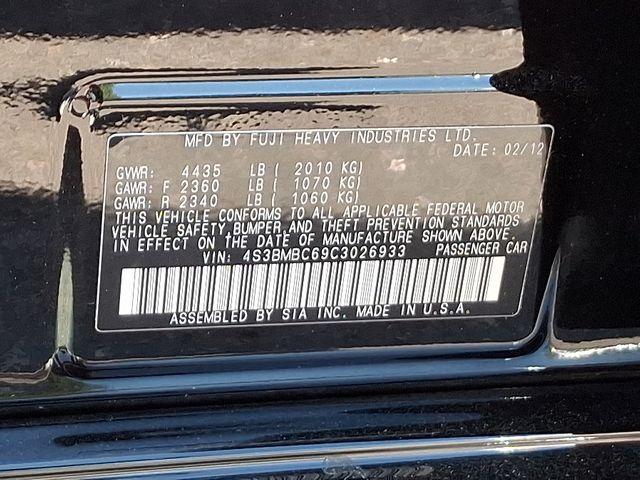 MFD BY FUJI HEAVY INDUSTRIES LTD.
DATE: 02/12
GVWR: 4435 LB ( 2010 KG)
GAWR: F 2360 LB ( 1070 KG)
GAWR: R 2340 LB ( 1060 KG)
THIS VEHICLE CONFORMS TO ALL APPLICABLE FEDERAL MOTOR
VEHICLE SAFETY, BUMPER, AND THEFT PREVENTION STANDARDS
IN EFFECT ON THE DATE OF MANUFACTURE SHOWN ABOVE.
VIN: 4S3BMBC69C3026933 PASSENGER CAR
ASSEMBLED BY SIA INC. MADE IN U.S.A.